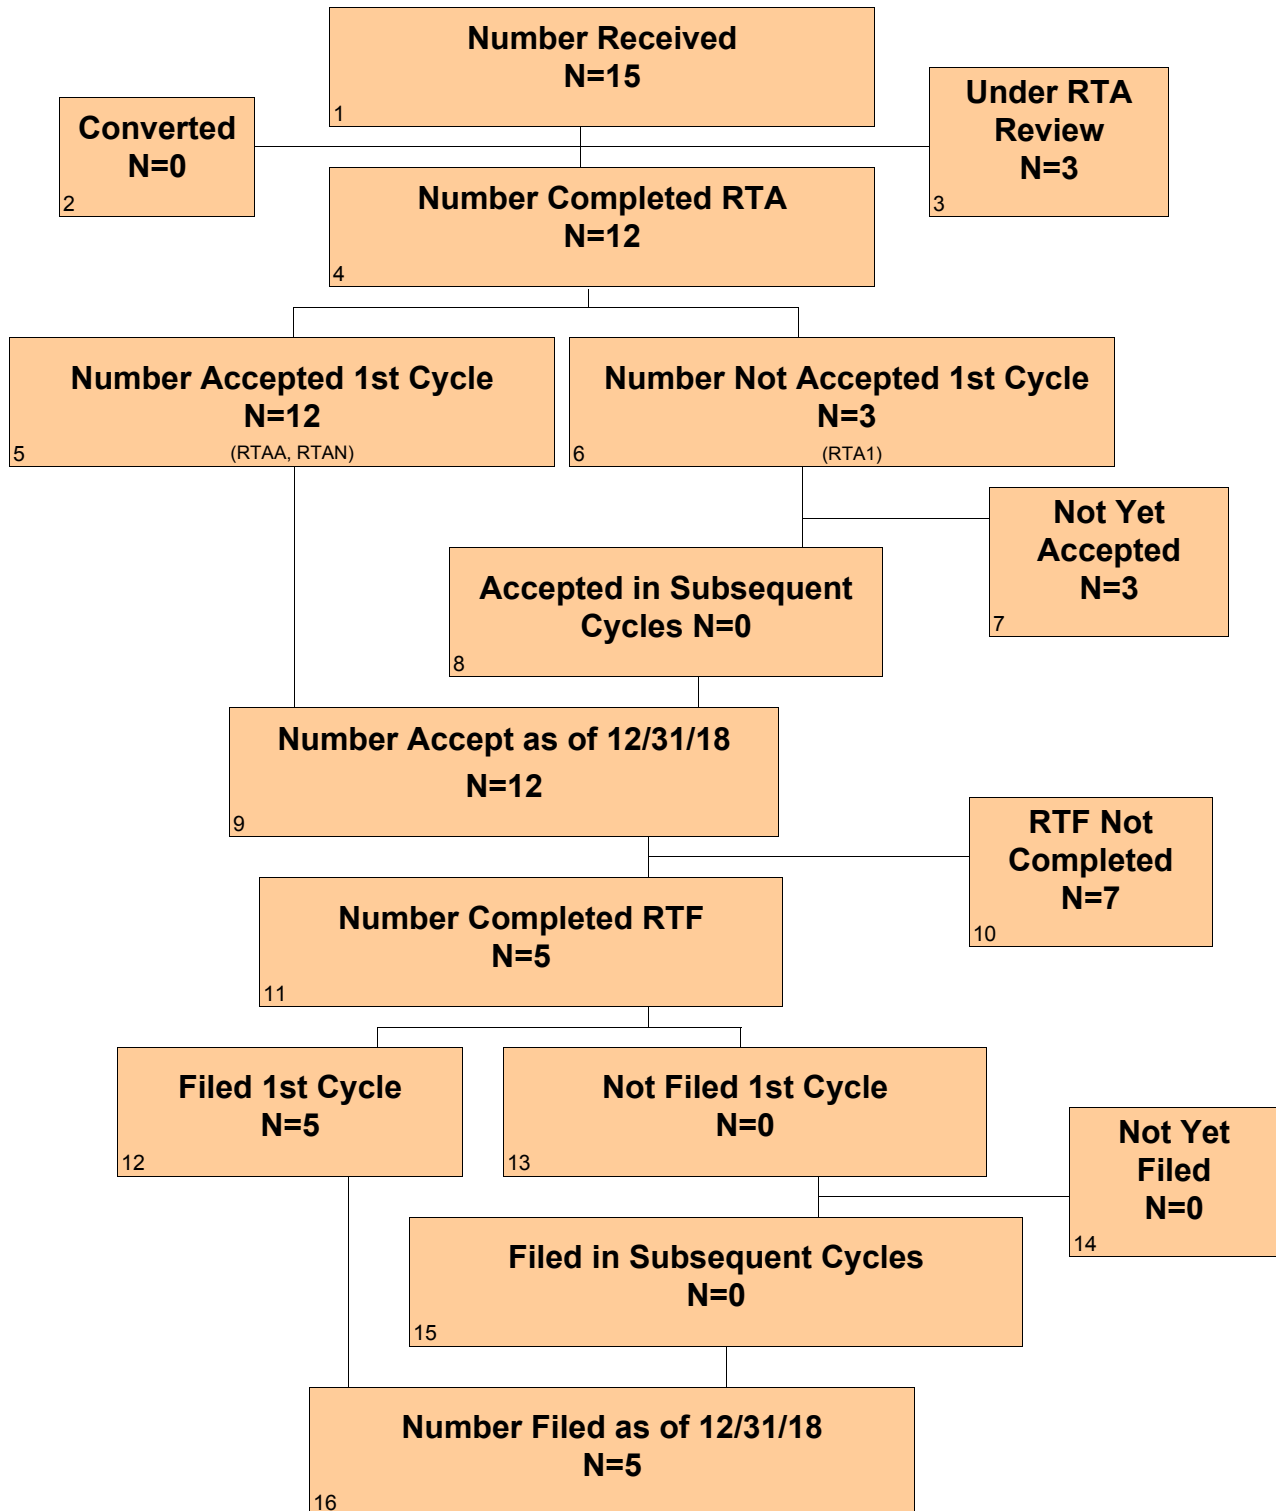 Number Received
N=15
1
Converted
N=0
2
Under RTA
Review
N=3
3
Number Completed RTA
N=12
4
Number Accepted 1st Cycle
N=12
(RTAA, RTAN)
5
Number Not Accepted 1st Cycle
N=3
(RTA1)
6
Not Yet
Accepted
N=3
7
Accepted in Subsequent
Cycles N=0
8
Number Accept as of 12/31/18
N=12
9
RTF Not
Completed
N=7
10
Number Completed RTF
N=5
11
Filed 1st Cycle
N=5
12
Not Filed 1st Cycle
N=0
13
Not Yet
Filed
N=0
14
Filed in Subsequent Cycles
N=0
15
Number Filed as of 12/31/18
N=5
16